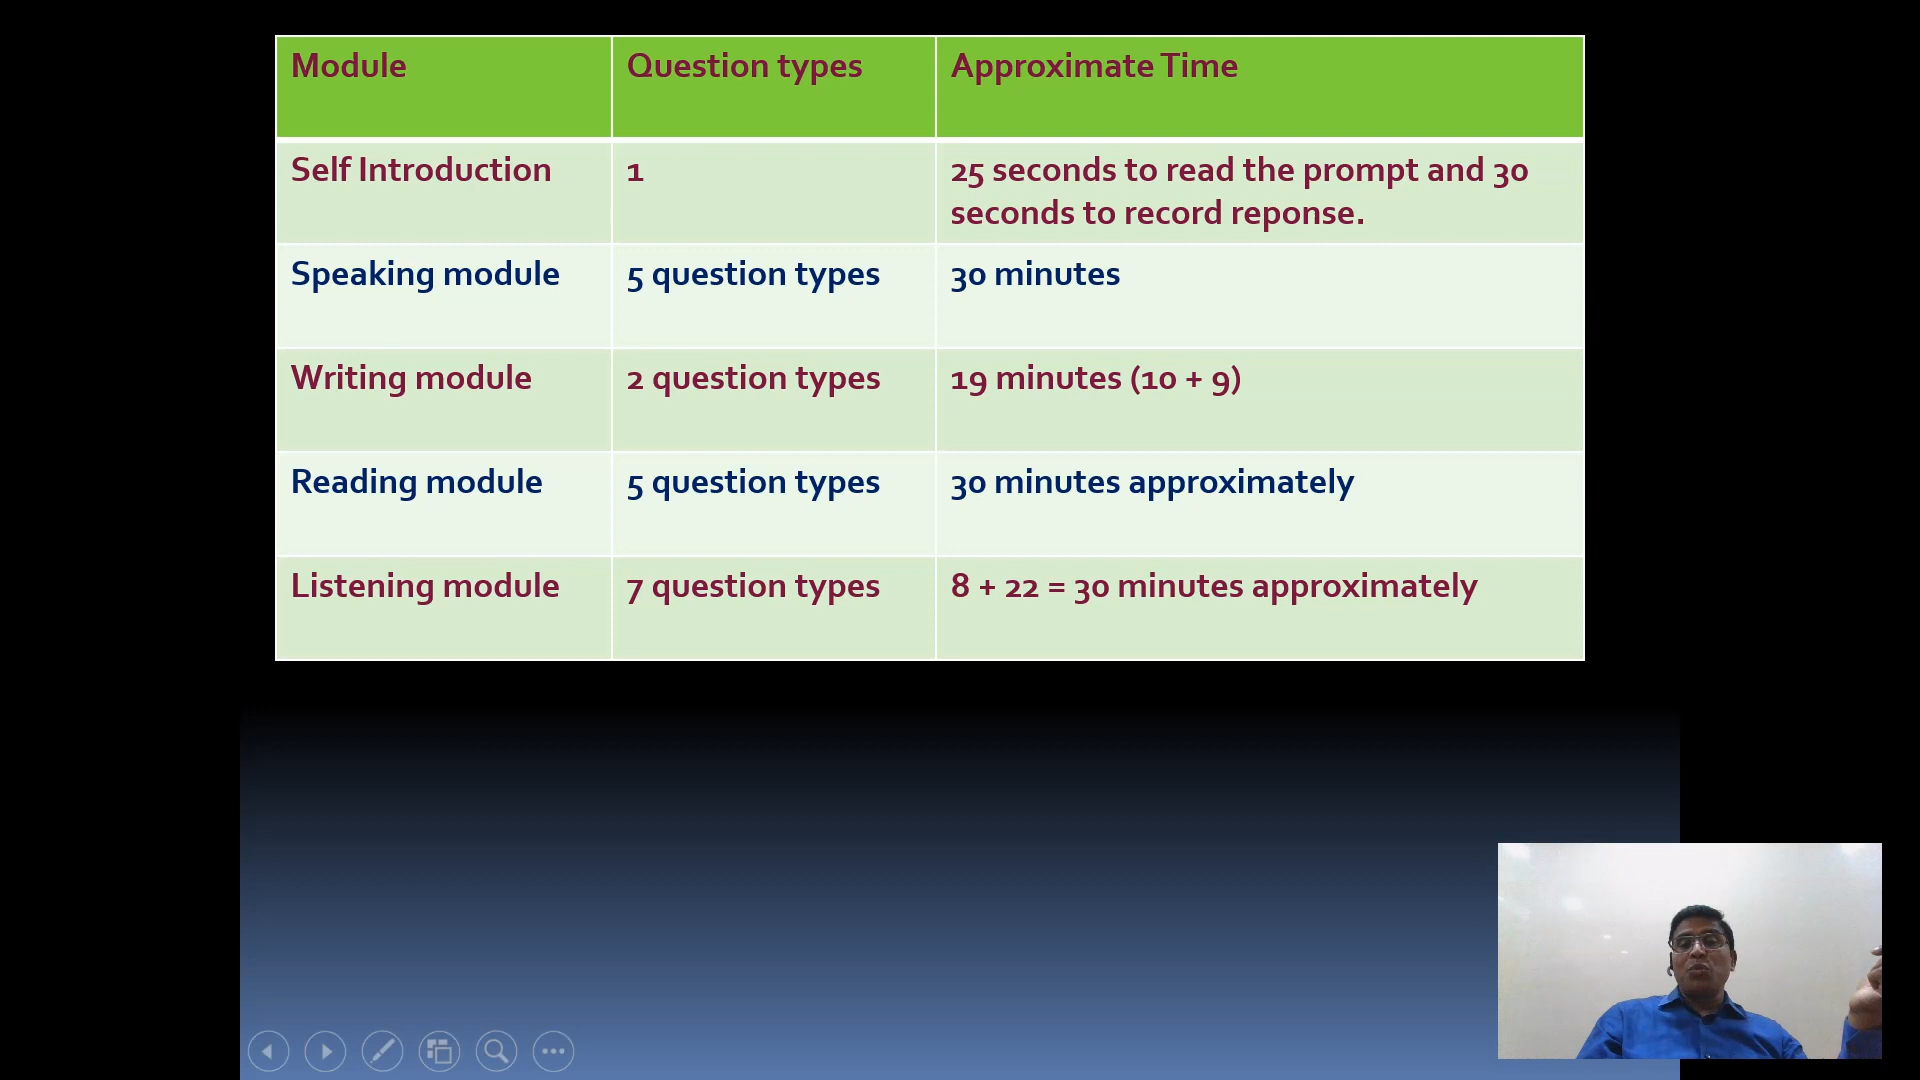 Module Question types Approximate Time
Self Introduction 1 25 seconds to read the prompt and 30
seconds to record reponse.
Speaking module 5 question types 30 minutes
Writing module 2 question types 19 minutes (10 + 9)
Reading module 5 question types 30 minutes approximately
Listening module 7 question types 8 + 22 = 30 minutes approximately